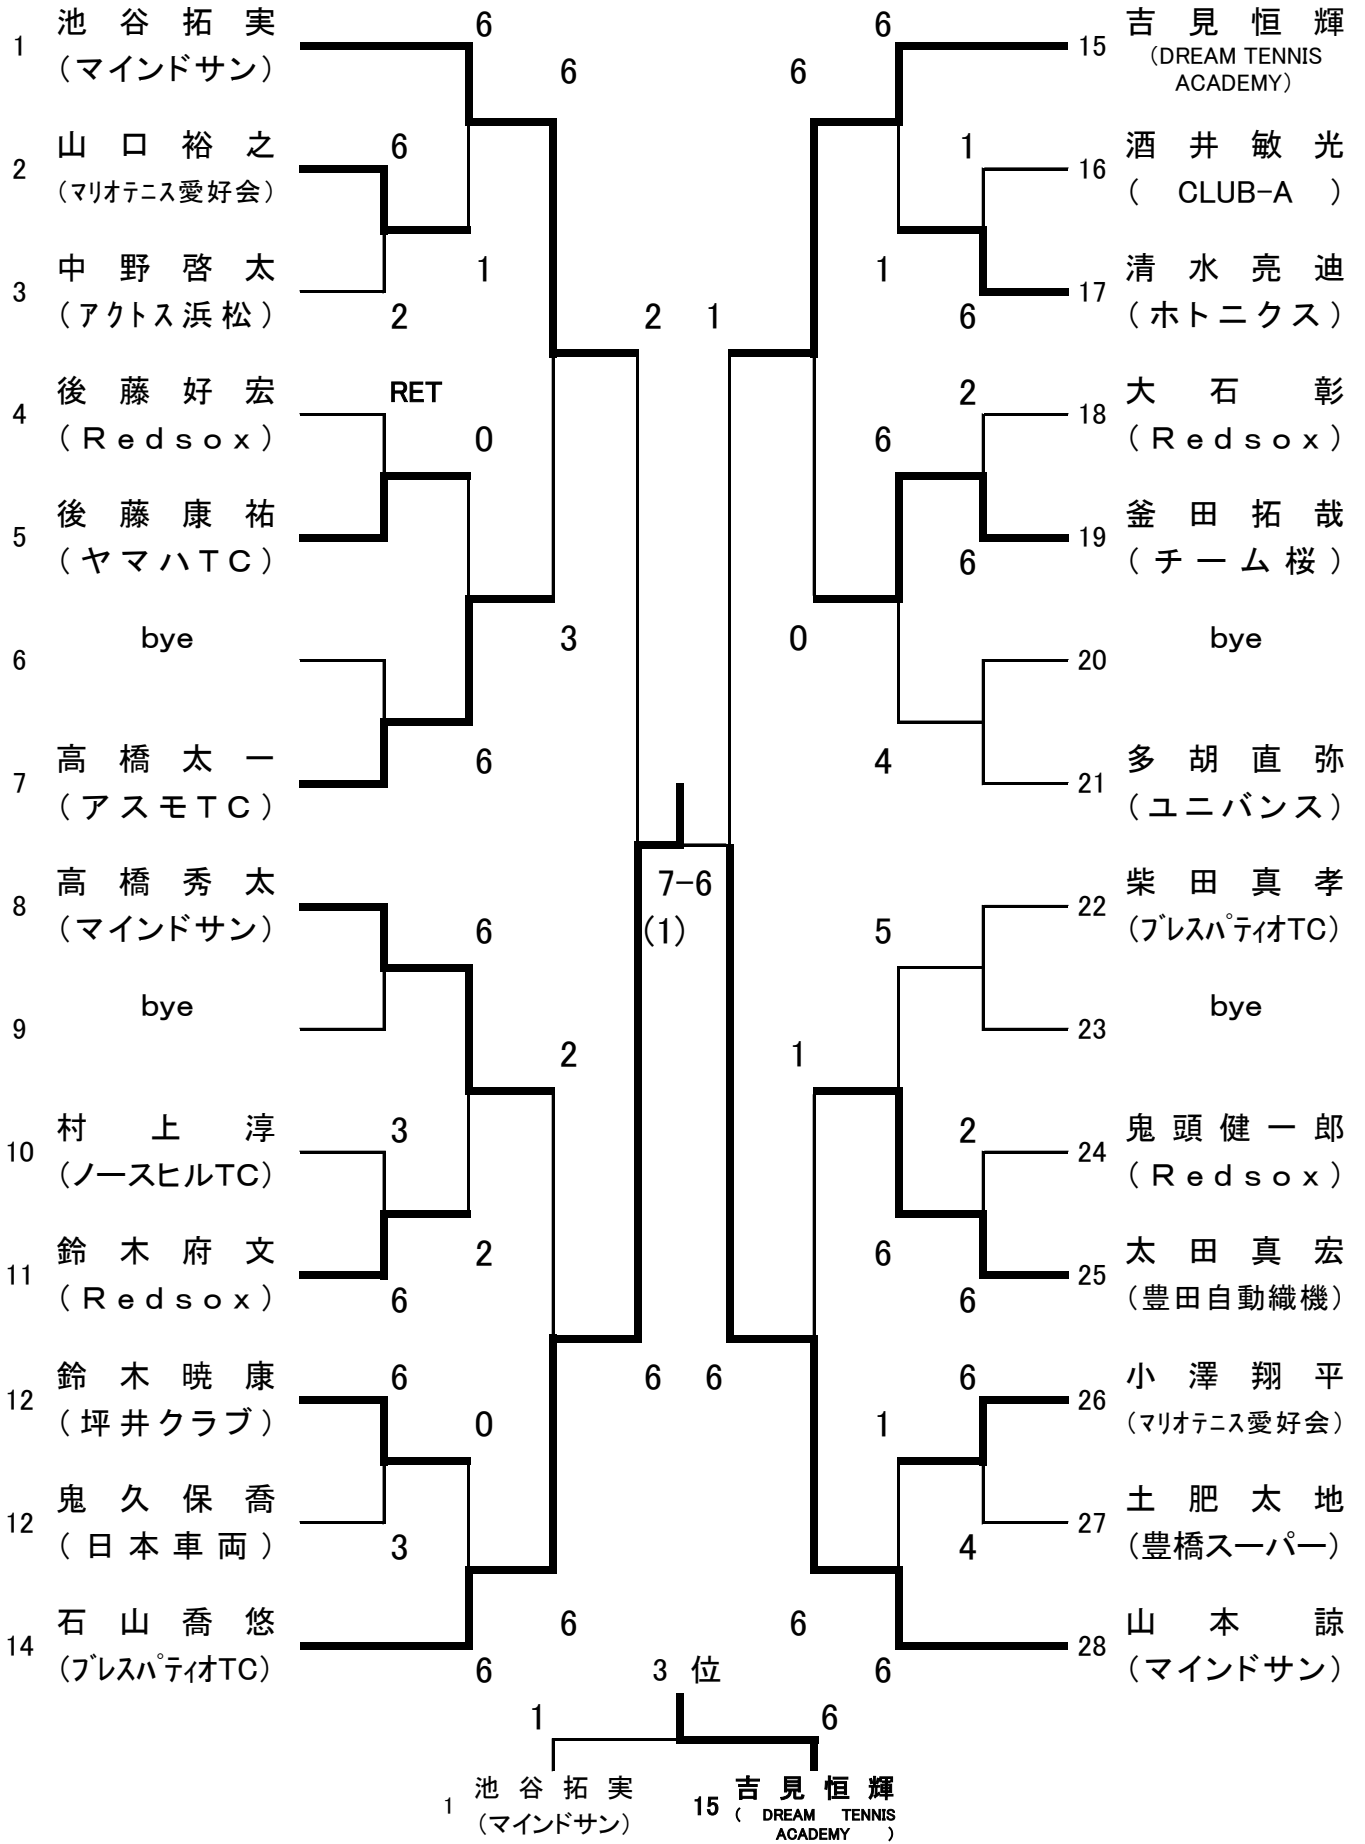 1 池谷拓実
(マインドサン)
6
6
2 山口裕之
(マリオテニス愛好会)
6
3 中野啓太
(アクトス浜松)
2
1
4 後藤好宏
(Redsox)
RET
0
5 後藤康祐
(ヤマハTC)
6 bye
3
7 高橋太一
(アスモTC)
6
2
8 高橋秀太
(マインドサン)
6
9 bye
2
10 村上淳
(ノースヒルTC)
3
11 鈴木府文
(Redsox)
6
2
12 鈴木暁康
(坪井クラブ)
6
0
12 鬼久保喬
(日本車両)
3
14 石山喬悠
(ブレスパティオTC)
6
6
6
7-6
(1)
15 吉見恒輝
(DREAM TENNIS
ACADEMY)
6
6
16 酒井敏光
( CLUB-A )
1
17 清水亮迪
(ホトニクス)
6
1
1
18 大石彰
(Redsox)
2
6
19 釜田拓哉
(チーム桜)
6
20 bye
0
21 多胡直弥
(ユニバンス)
4
22 柴田真孝
(ブレスパティオTC)
5
23 bye
1
24 鬼頭健一郎
(Redsox)
2
25 太田真宏
(豊田自動織機)
6
6
26 小澤翔平
(マリオテニス愛好会)
6
1
27 土肥太地
(豊橋スーパー)
4
28 山本諒
(マインドサン)
6
6
6
3 位
1
6
1 池谷拓実
(マインドサン)
15 吉見恒輝
( DREAM TENNIS
ACADEMY )